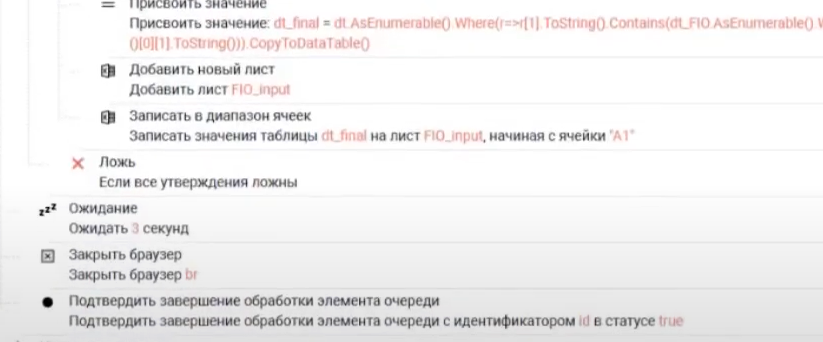 Присвоить значение
Присвоить значение: dt_final = dt.AsEnumerable().Where(r=>r[1].ToString().Contains(dt_FIO.AsEnumerable().
()[0][1].ToString())).CopyToDataTable()
Добавить новый лист
Добавить лист FIO_input
Записать в диапазон ячеек
Записать значения таблицы dt_final на лист FIO_input, начиная с ячейки "A1"
Ложь
Если все утверждения ложны
zzz Ожидание
Ожидать 3 секунд
Закрыть браузер
Закрыть браузер br
Подтвердить завершение обработки элемента очереди
Подтвердить завершение обработки элемента очереди с идентификатором id в статусе true